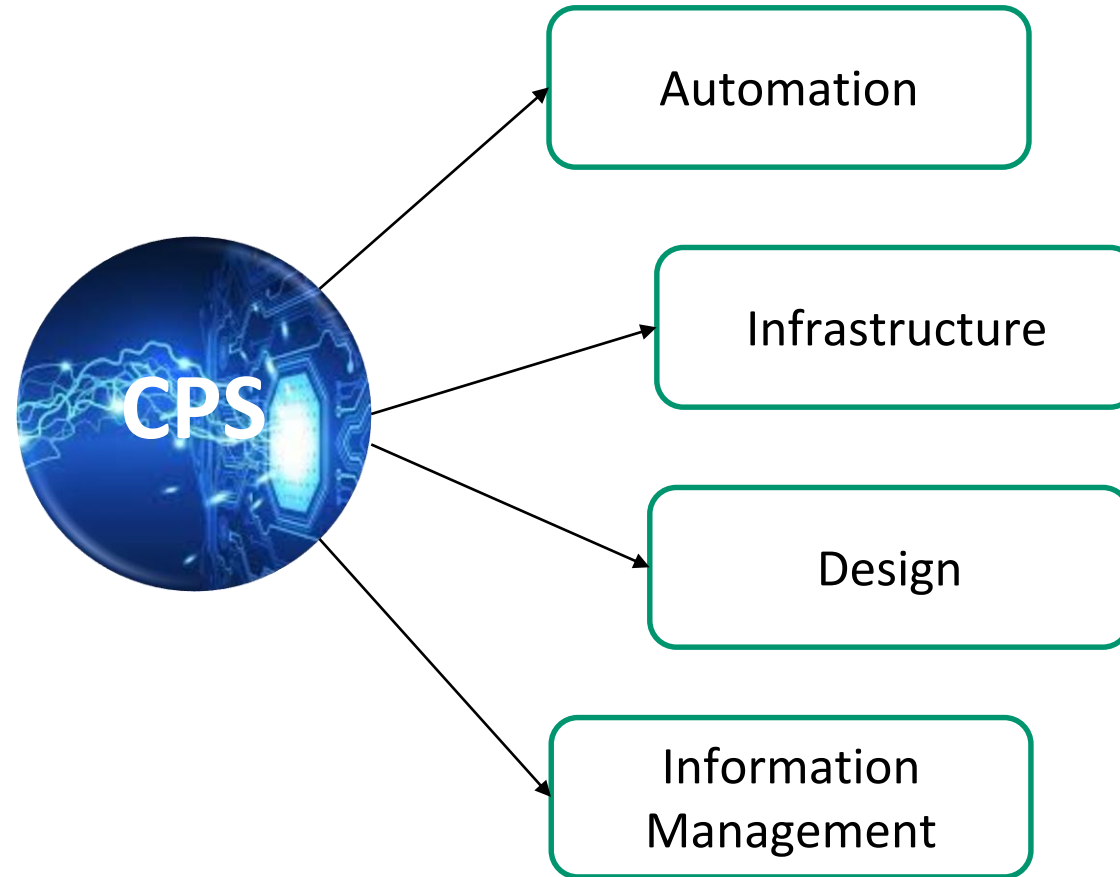 Automation
Infrastructure
CPS
Design
Information
Management